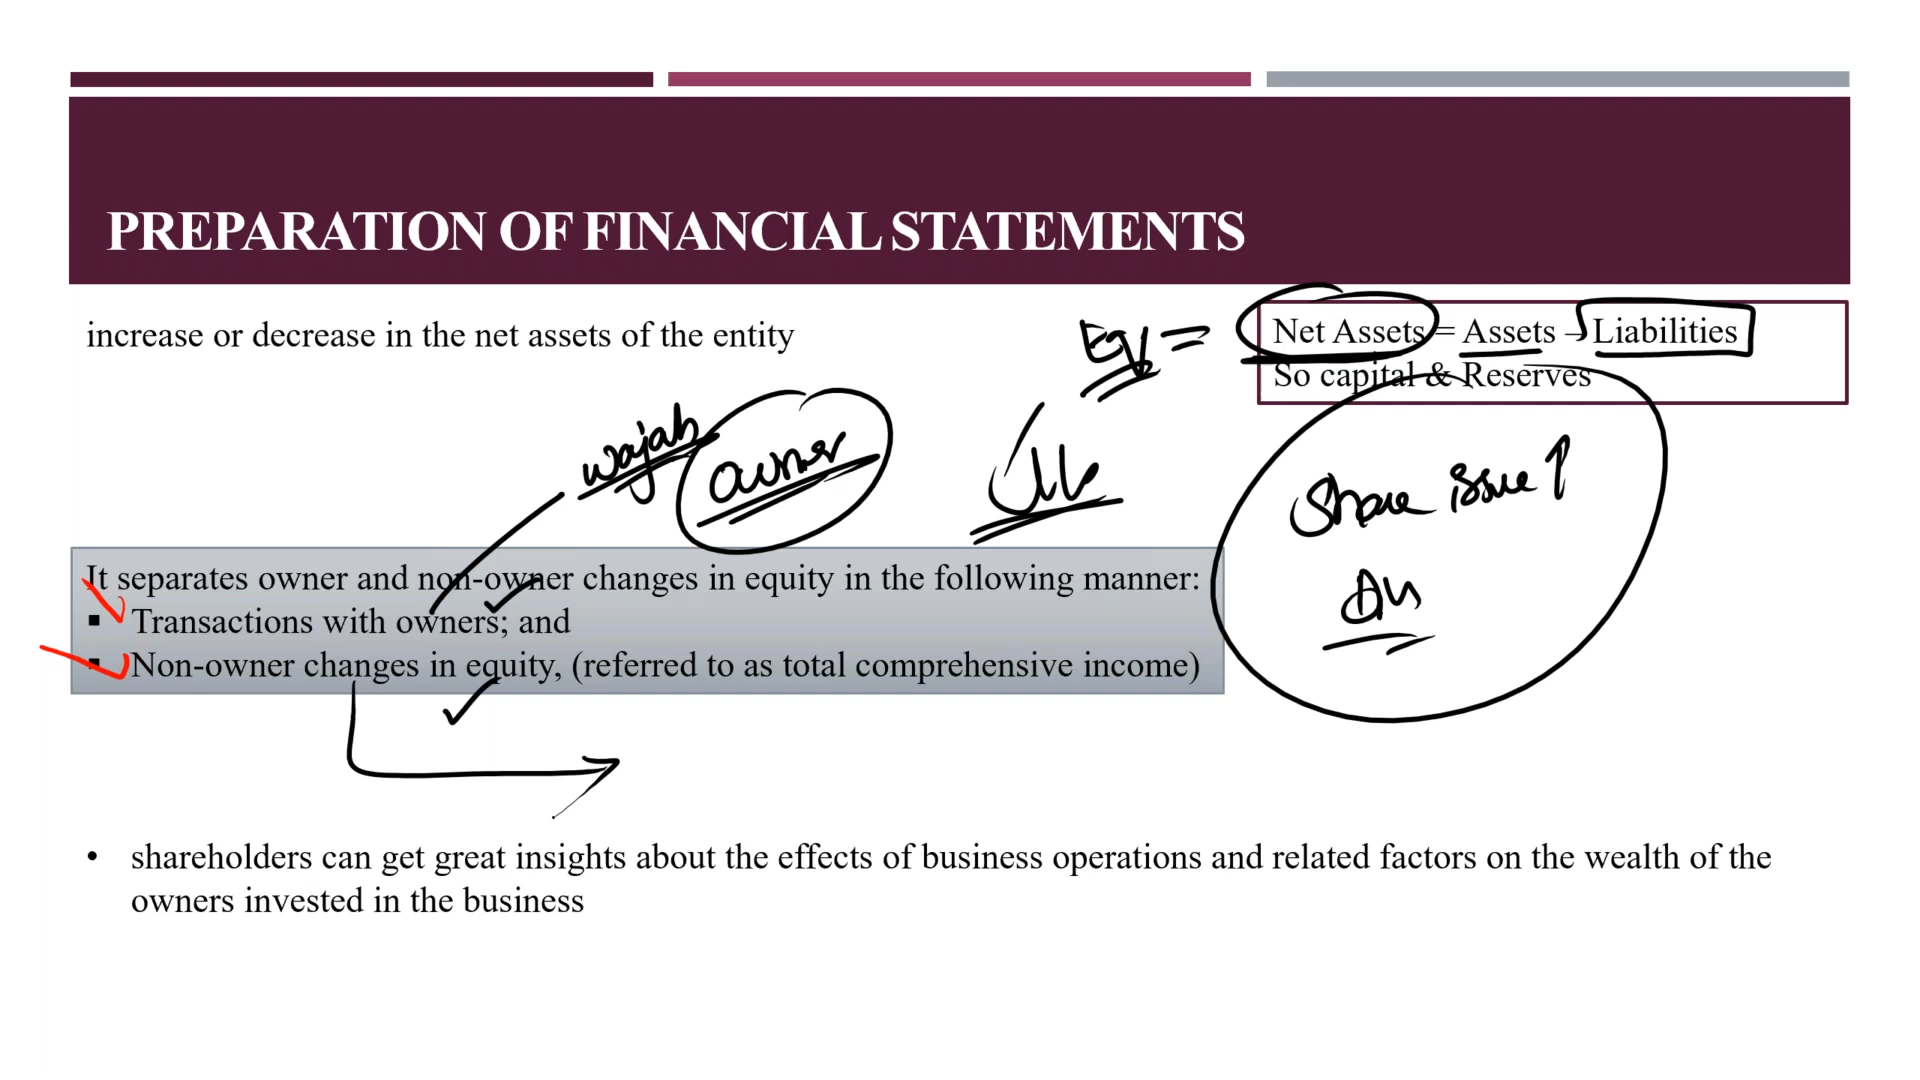 PREPARATION OF FINANCIAL STATEMENTS
increase or decrease in the net assets of the entity
Eq =
Net Assets = Assets – Liabilities
So capital & Reserves
wajah owner
Share issue ↑
It separates owner and non-owner changes in equity in the following manner:
▪ Transactions with owners; and
▪ Non-owner changes in equity, (referred to as total comprehensive income)
• shareholders can get great insights about the effects of business operations and related factors on the wealth of the
owners invested in the business